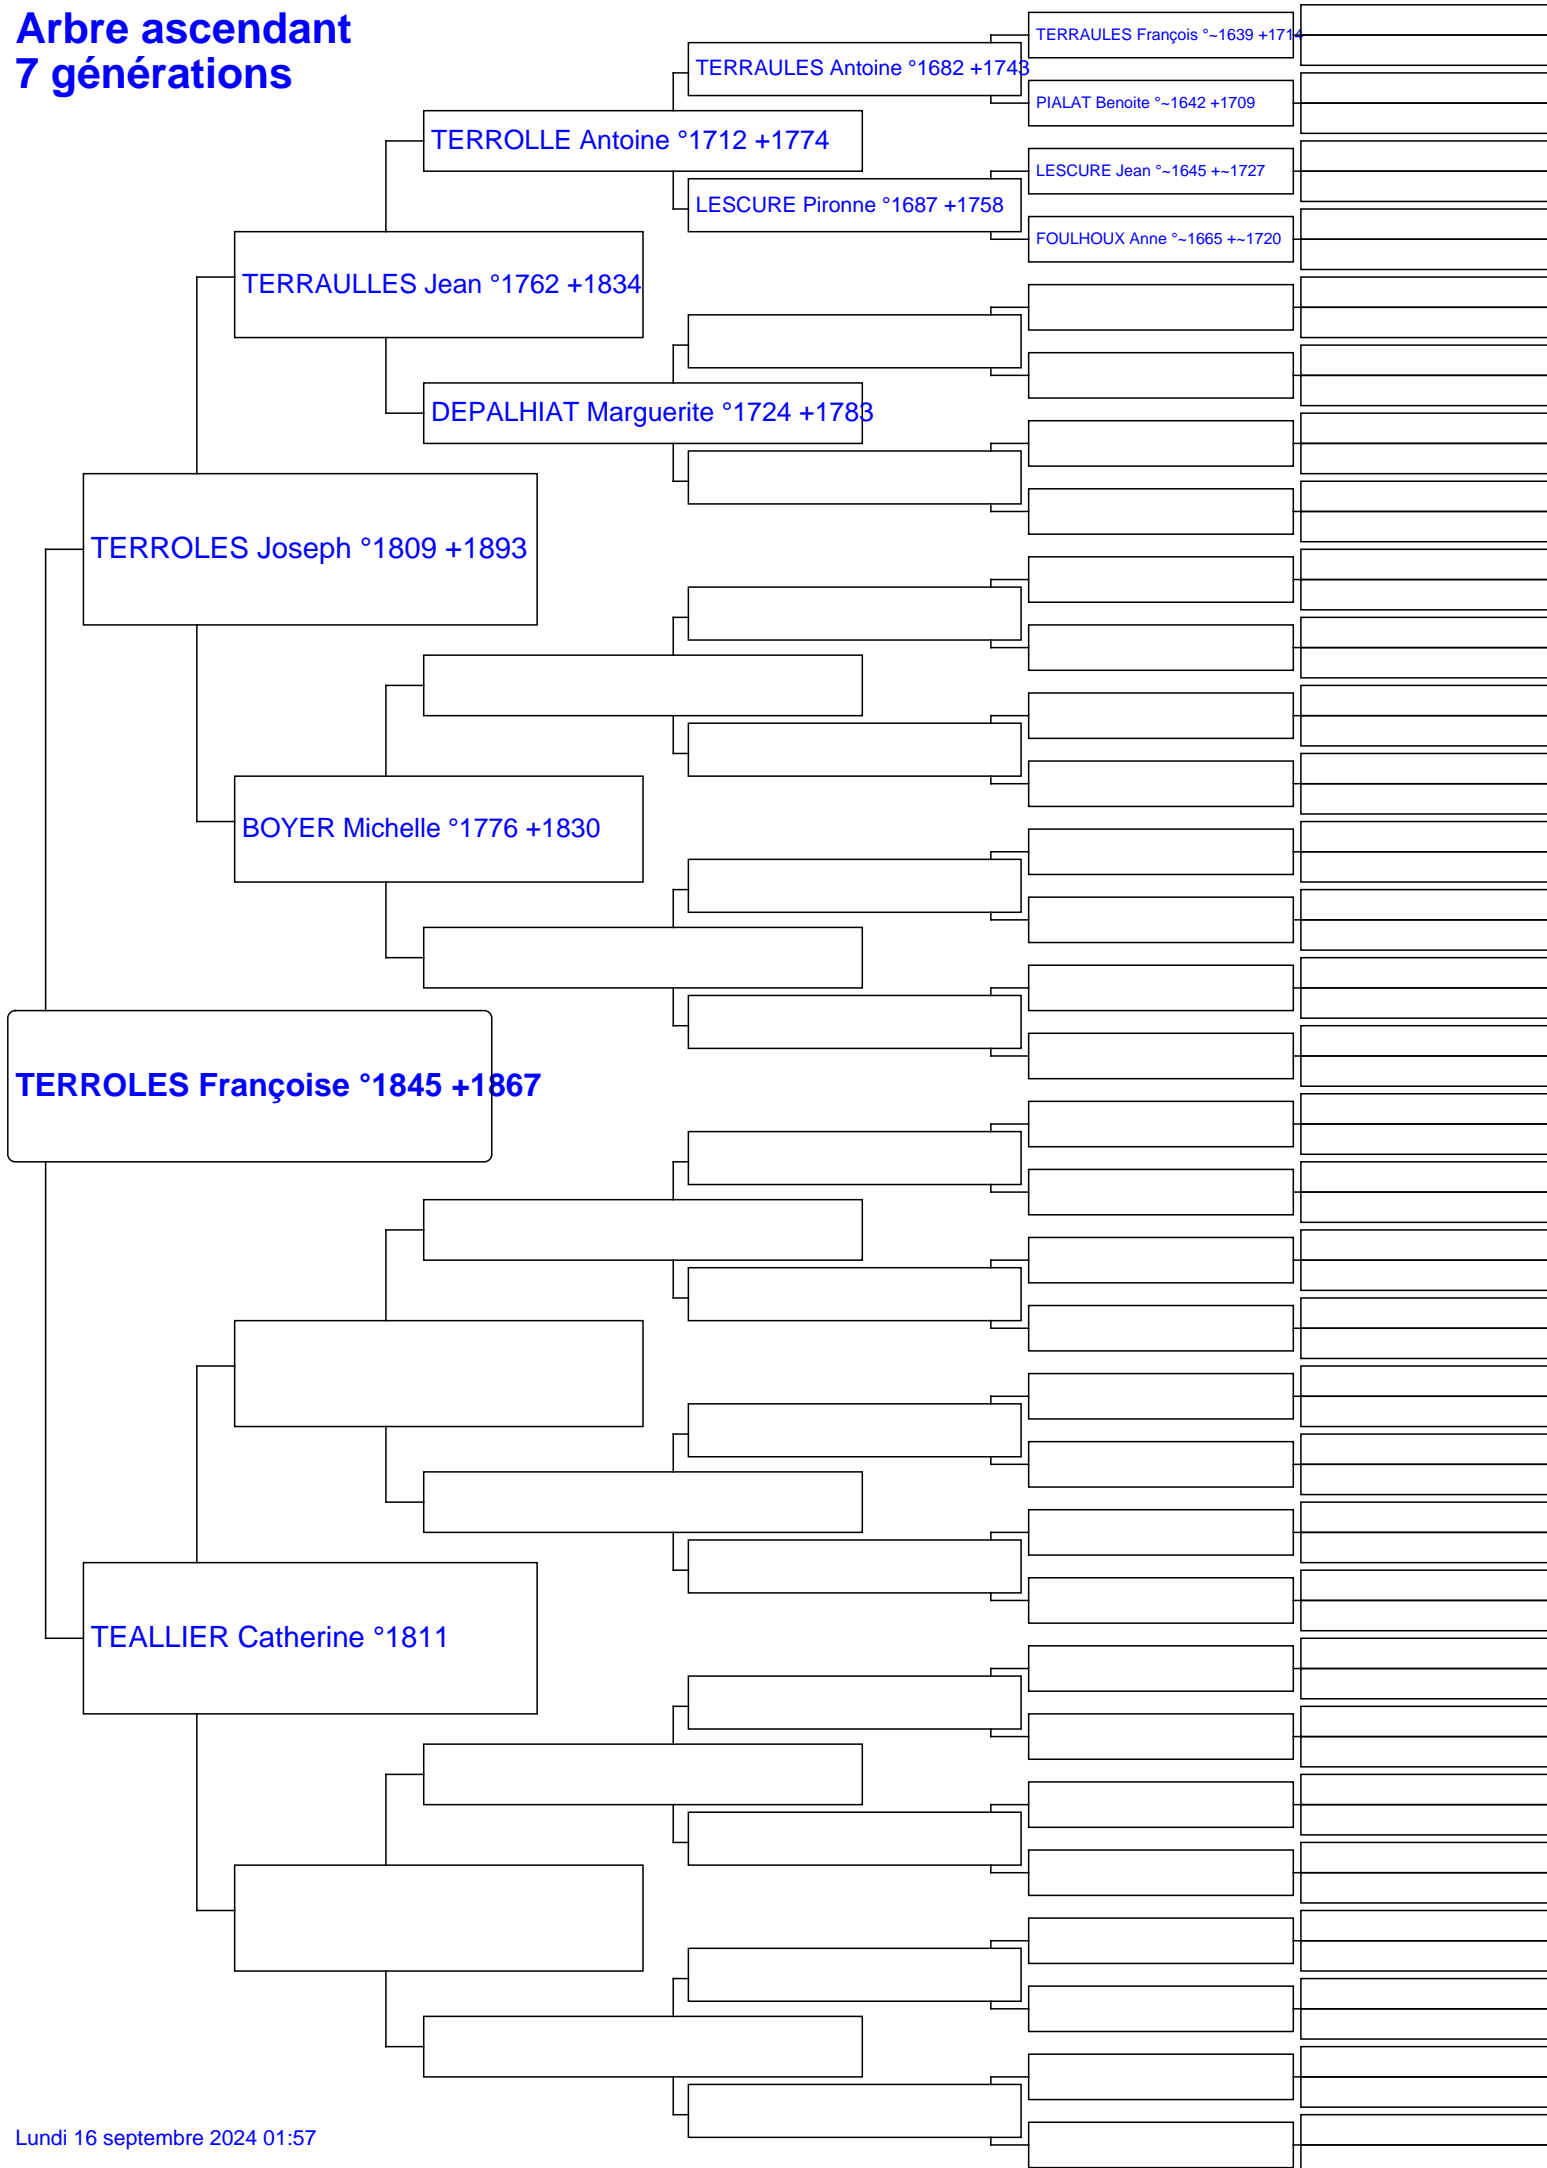 Arbre ascendant
7 générations
TERRAULES François °~1639 +1714
TERRAULES Antoine °1682 +1743
PIALAT Benoite °~1642 +1709
TERROLLE Antoine °1712 +1774
LESCURE Jean °~1645 +~1727
LESCURE Pironne °1687 +1758
FOULHOUX Anne °~1665 +~1720
TERRAULLES Jean °1762 +1834
DEPALHIAT Marguerite °1724 +1783
TERROLES Joseph °1809 +1893
BOYER Michelle °1776 +1830
TERROLES Françoise °1845 +1867
TEALLIER Catherine °1811
Lundi 16 septembre 2024 01:57